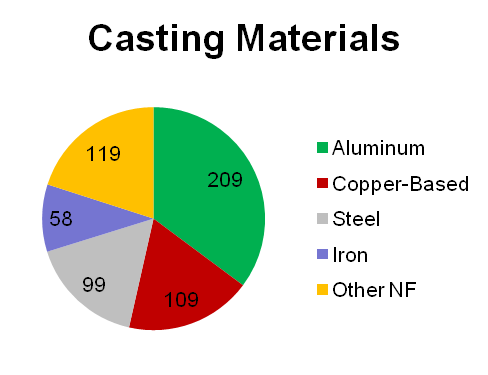 Casting Materials
119
209
58
99
109
Aluminum
Copper-Based
Steel
Iron
Other NF